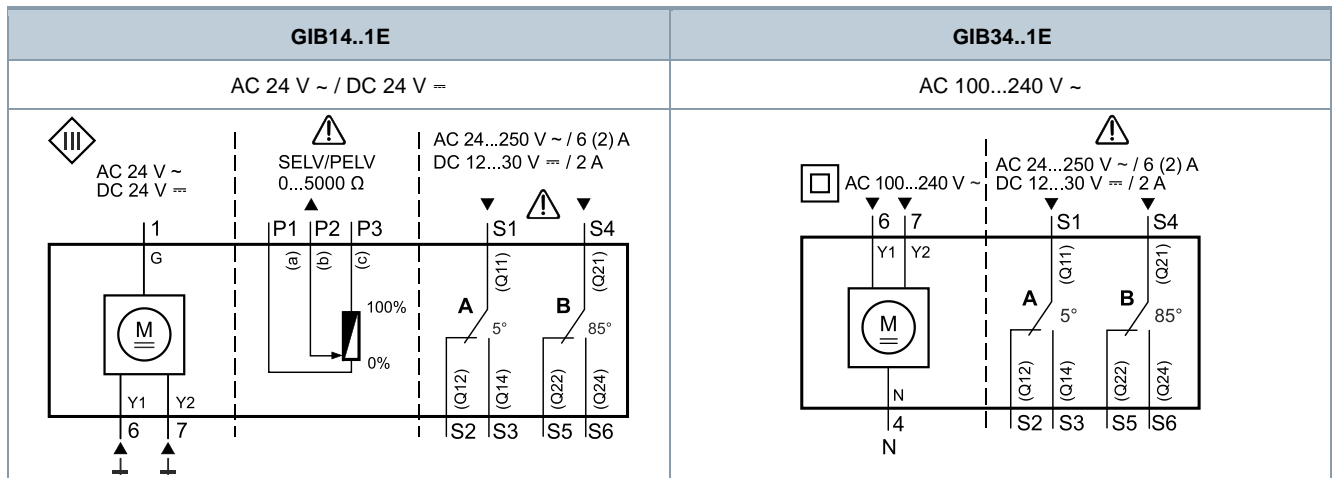 GIB14..1E
GIB34..1E
AC 24 V ~ / DC 24 V ⎓
AC 100...240 V ~
AC 24 V ~
DC 24 V ⎓
SELV/PELV
0...5000 Ω
AC 24...250 V ~ / 6 (2) A
DC 12...30 V ⎓ / 2 A
1
P1
P2
P3
S1
S4
G
(a)
(b)
(c)
(Q11)
(Q21)
M
100%
0%
A
5°
B
85°
Y1
Y2
(Q12)
(Q14)
(Q22)
(Q24)
6
7
S2
S3
S5
S6
AC 100...240 V ~
AC 24...250 V ~ / 6 (2) A
DC 12...30 V ⎓ / 2 A
6
7
S1
S4
Y1
Y2
(Q11)
(Q21)
M
A
5°
B
85°
N
(Q12)
(Q14)
(Q22)
(Q24)
4
N
S2
S3
S5
S6